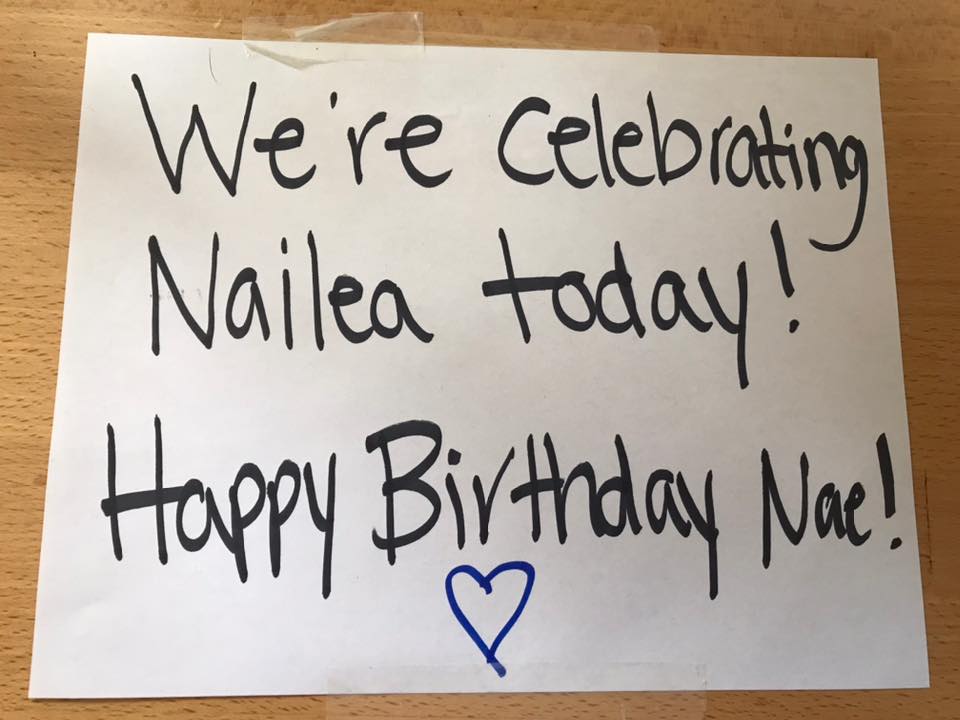 We're Celebrating
Nailea today!
Happy Birthday Nae!